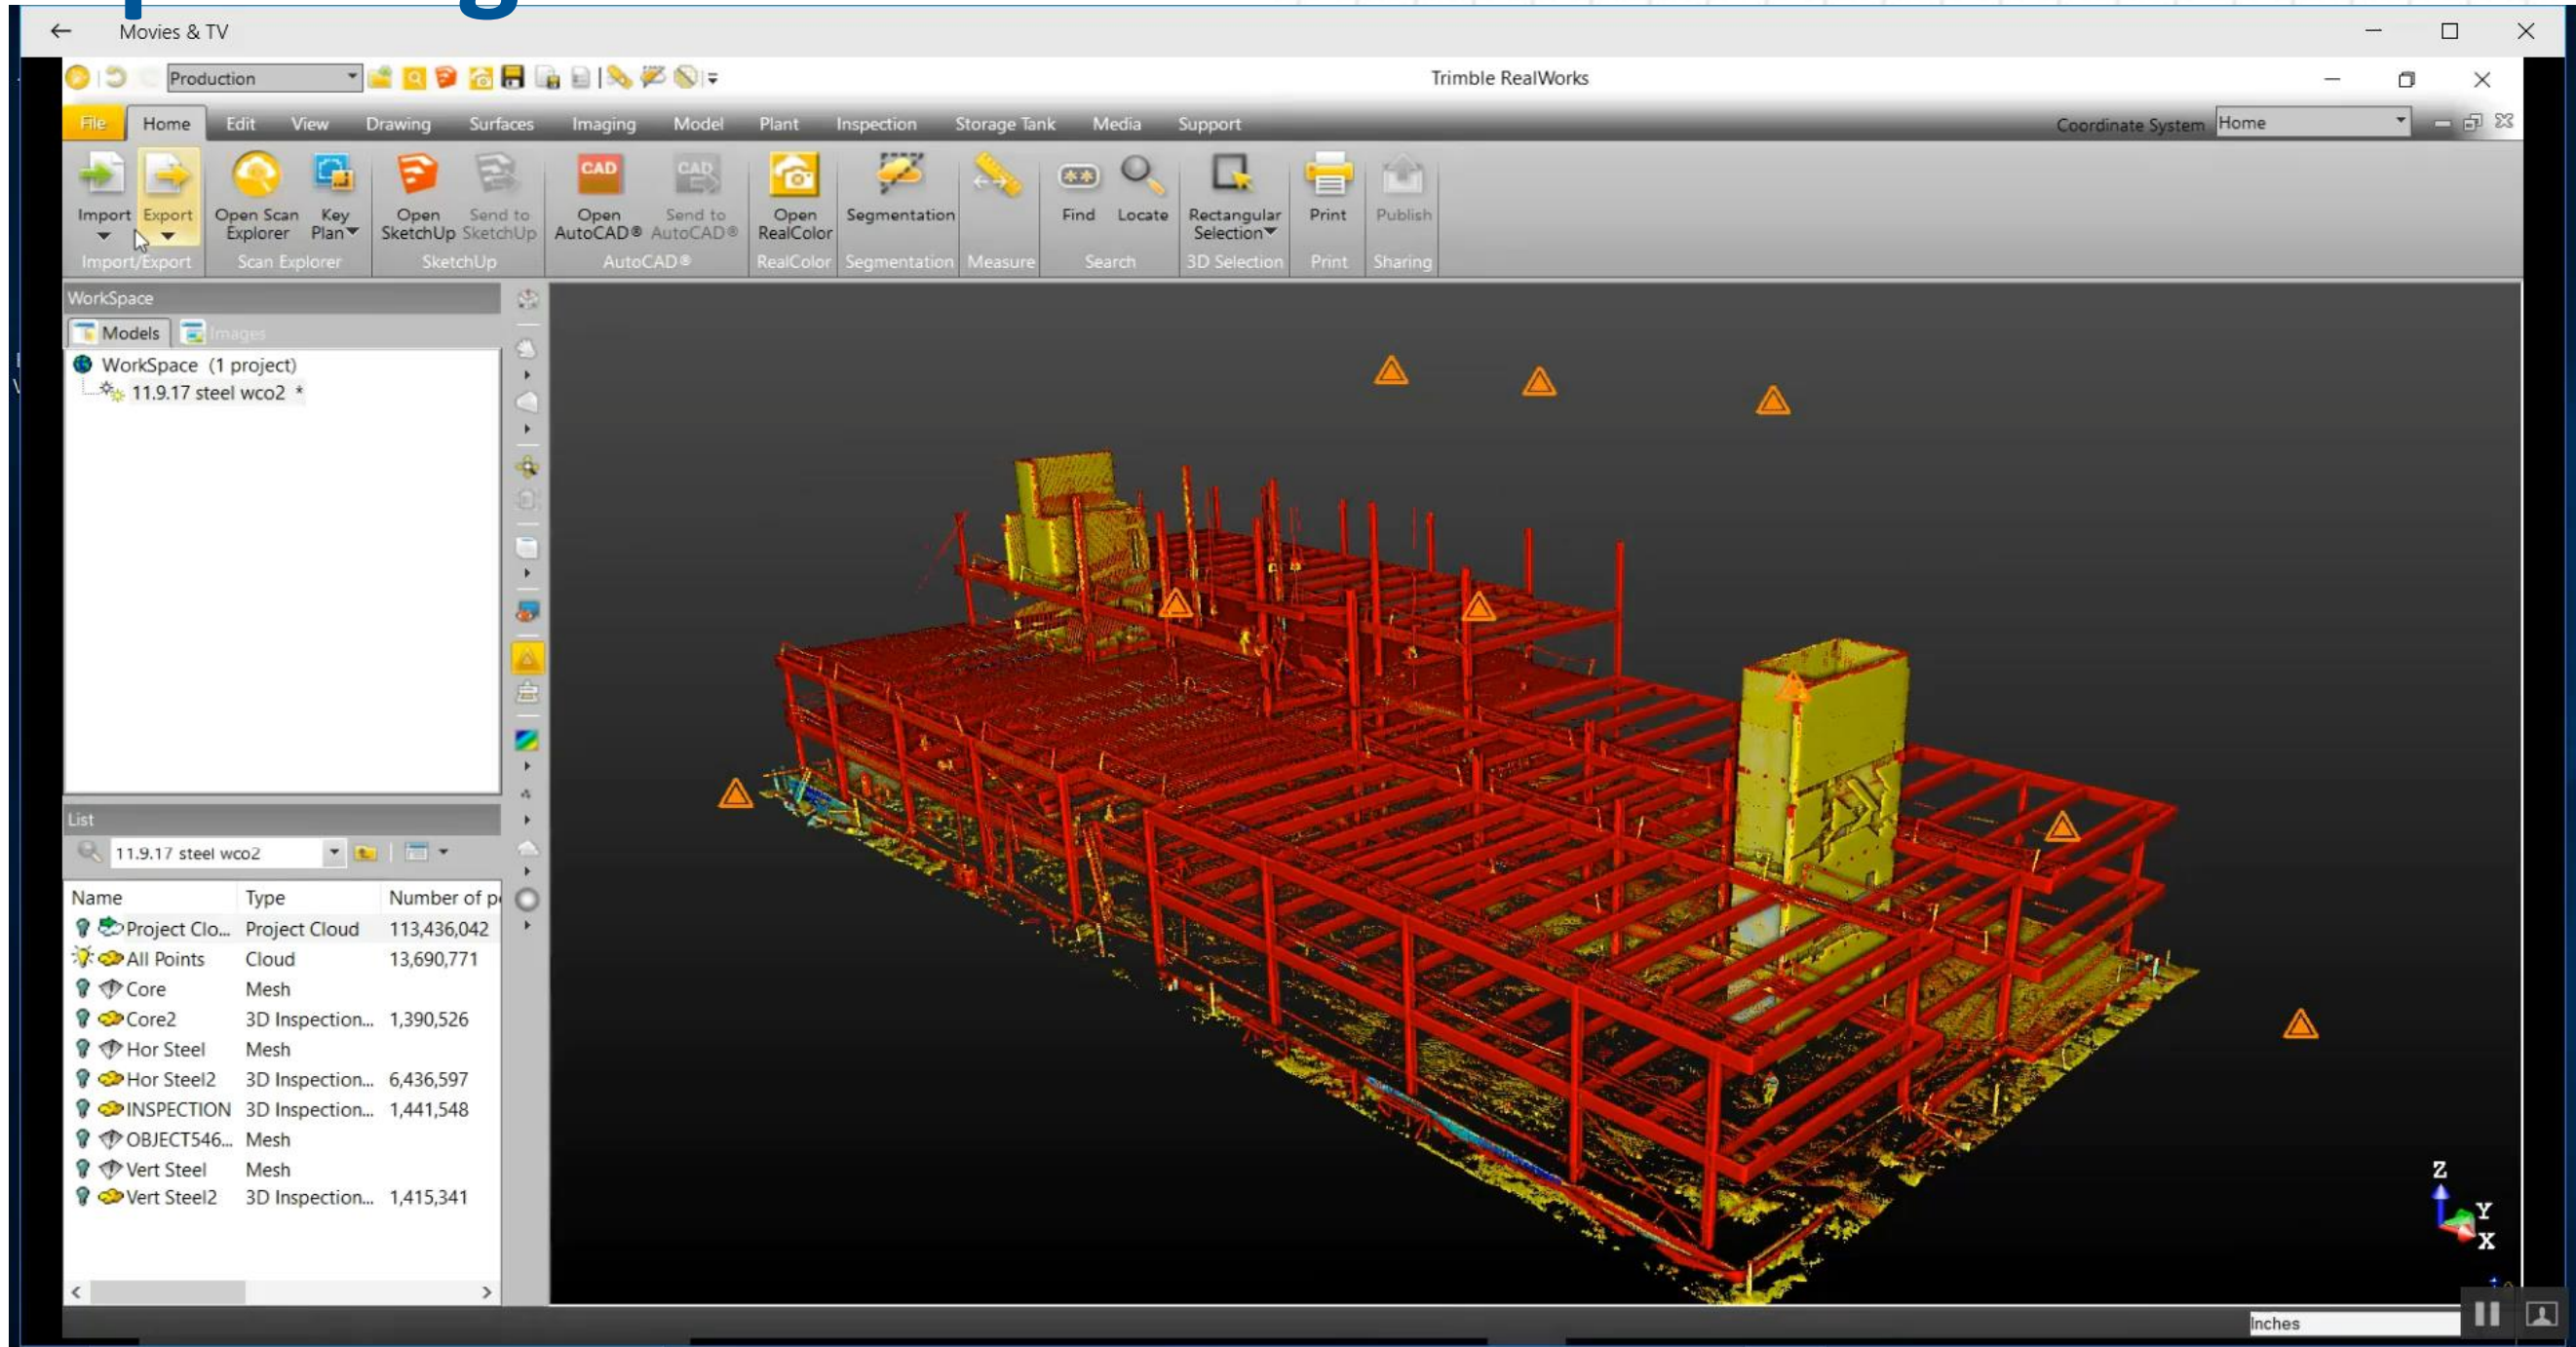 Movies & TV
Production
Trimble RealWorks
File Home Edit View Drawing Surfaces Imaging Model Plant Inspection Storage Tank Media Support
Coordinate System Home
Import Export Open Scan Key Open Send to Open Send to Open Segmentation Find Locate Rectangular Print Publish
Explorer Plan SketchUp SketchUp AutoCAD® AutoCAD® RealColor Selection
CAD CAD
Import/Export Scan Explorer SketchUp AutoCAD® RealColor Segmentation Measure Search 3D Selection Print Sharing
WorkSpace
Models Images
WorkSpace (1 project)
11.9.17 steel wco2 *
List
11.9.17 steel wco2
Name Type Number of p
Project Clo... Project Cloud 113,436,042
All Points Cloud 13,690,771
Core Mesh
Core2 3D Inspection... 1,390,526
Hor Steel Mesh
Hor Steel2 3D Inspection... 6,436,597
INSPECTION 3D Inspection... 1,441,548
OBJECT546... Mesh
Vert Steel Mesh
Vert Steel2 3D Inspection... 1,415,341
Z
Y
X
Inches